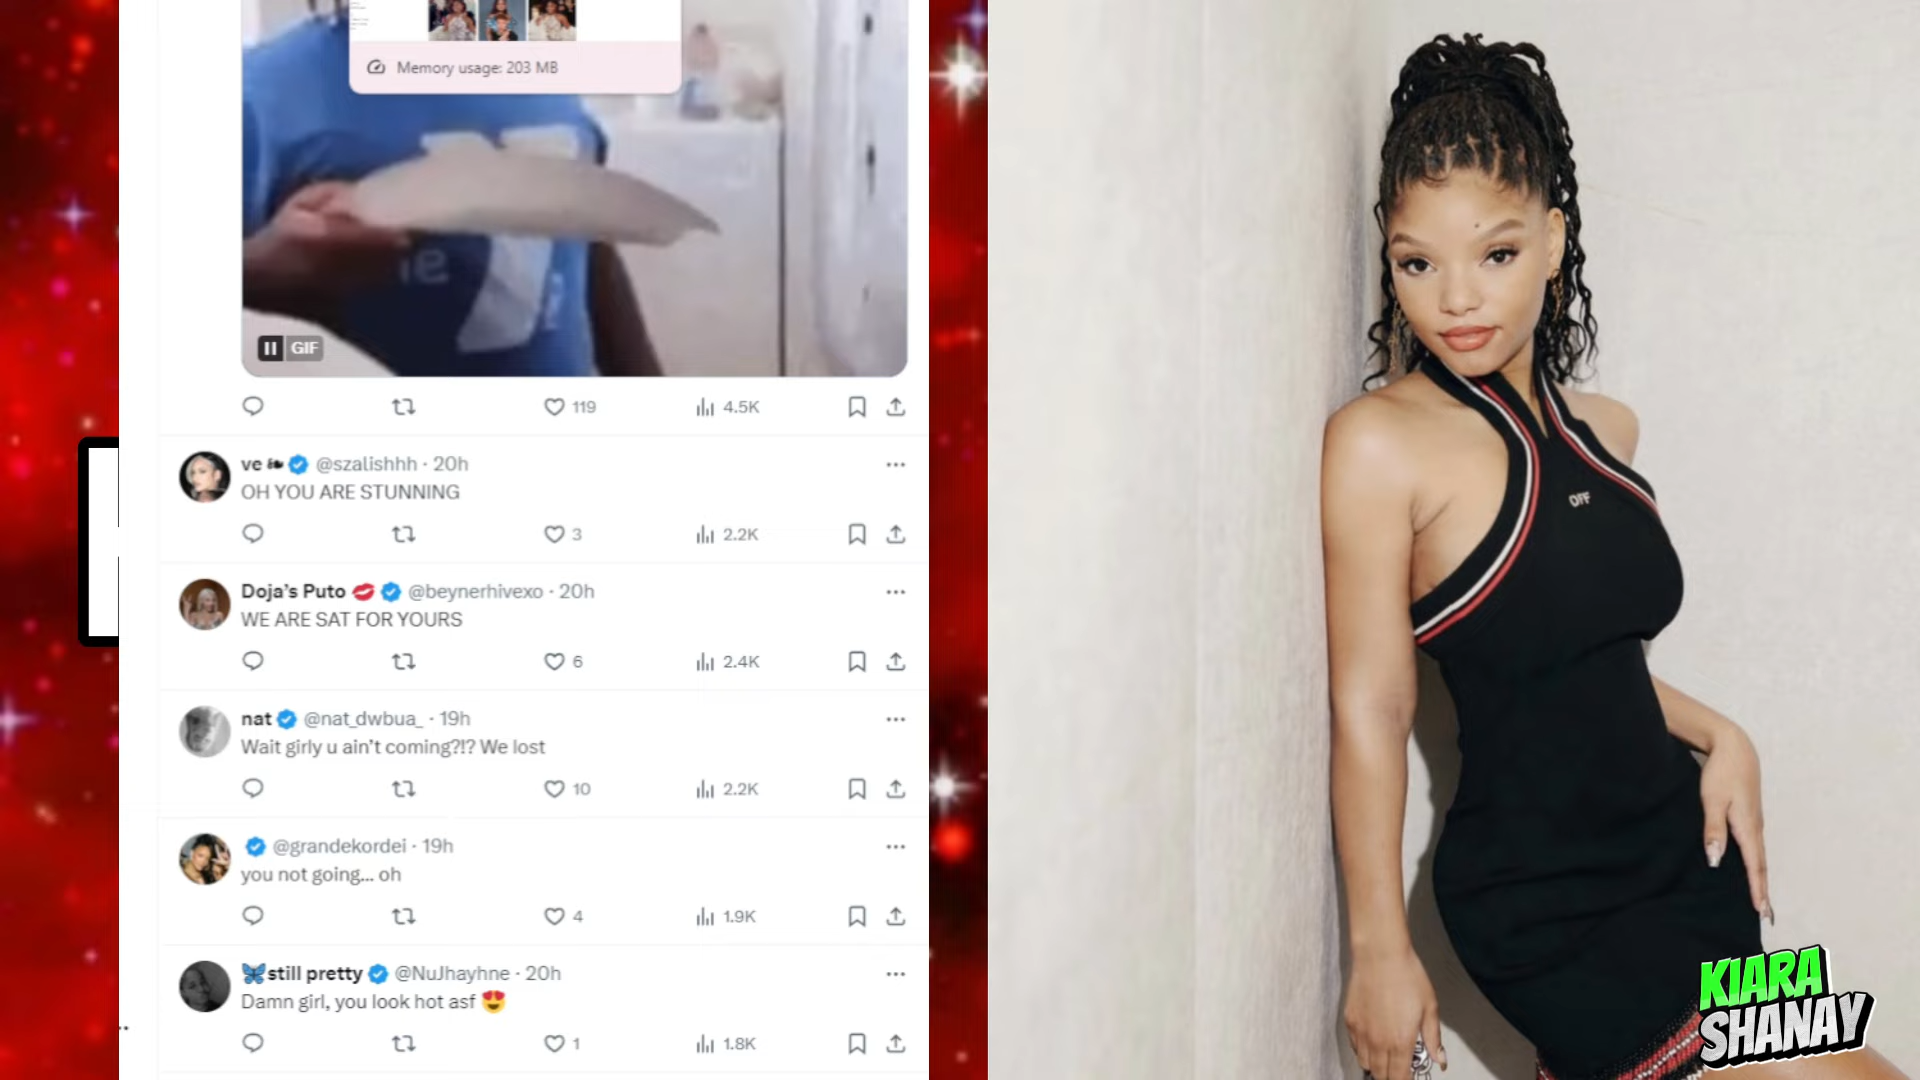 Memory usage: 203 MB
GIF
119
4.5K
ve @szalishhh · 20h
OH YOU ARE STUNNING
3
2.2K
Doja's Puto 💋 @beynerhivexo · 20h
WE ARE SAT FOR YOURS
6
2.4K
nat @nat_dwbua_ · 19h
Wait girly u ain't coming?!? We lost
10
2.2K
@grandekordei · 19h
you not going... oh
4
1.9K
🦋still pretty @NuJhayhne · 20h
Damn girl, you look hot asf 😍
1
1.8K
OFF
KIARA
SHANAY